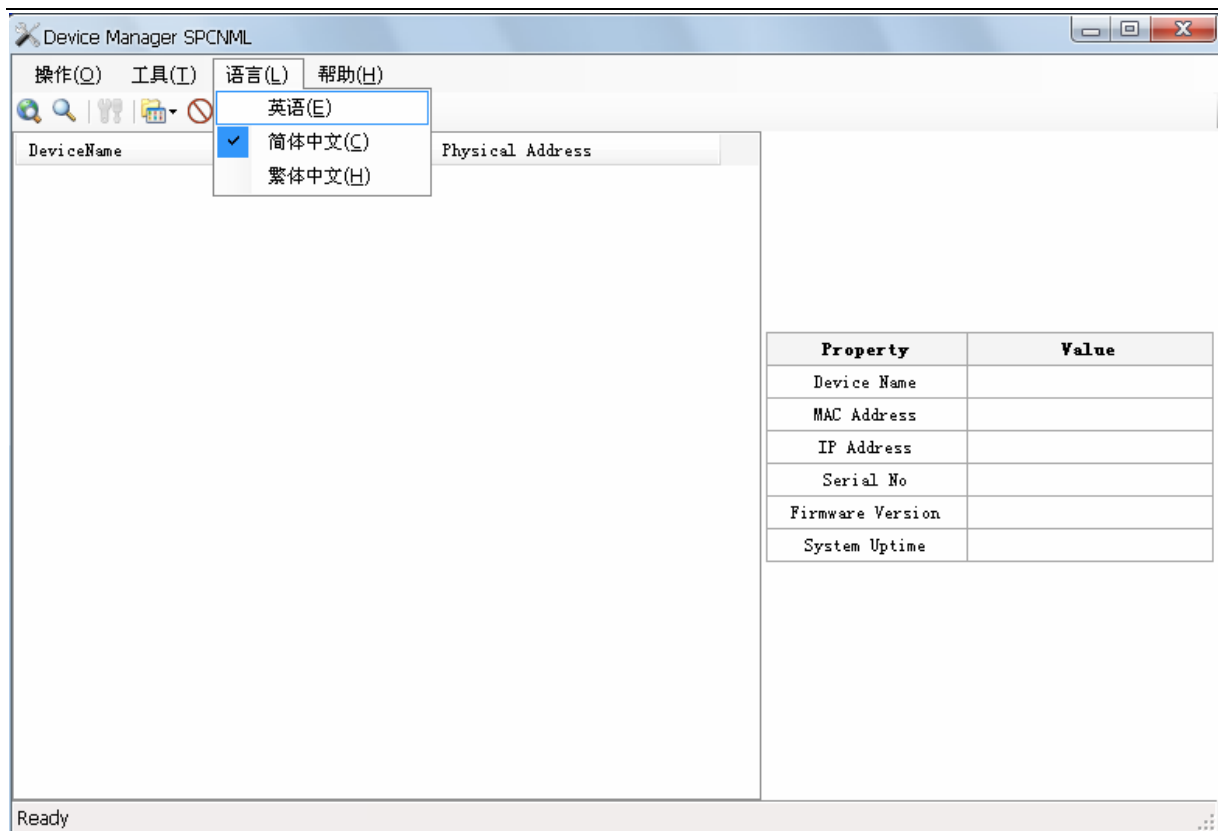 Device Manager SPCNML
操作(O) 工具(T) 语言(L) 帮助(H)
英语(E)
简体中文(C)
繁体中文(H)
DeviceName Physical Address
Property Value
Device Name
MAC Address
IP Address
Serial No
Firmware Version
System Uptime
Ready